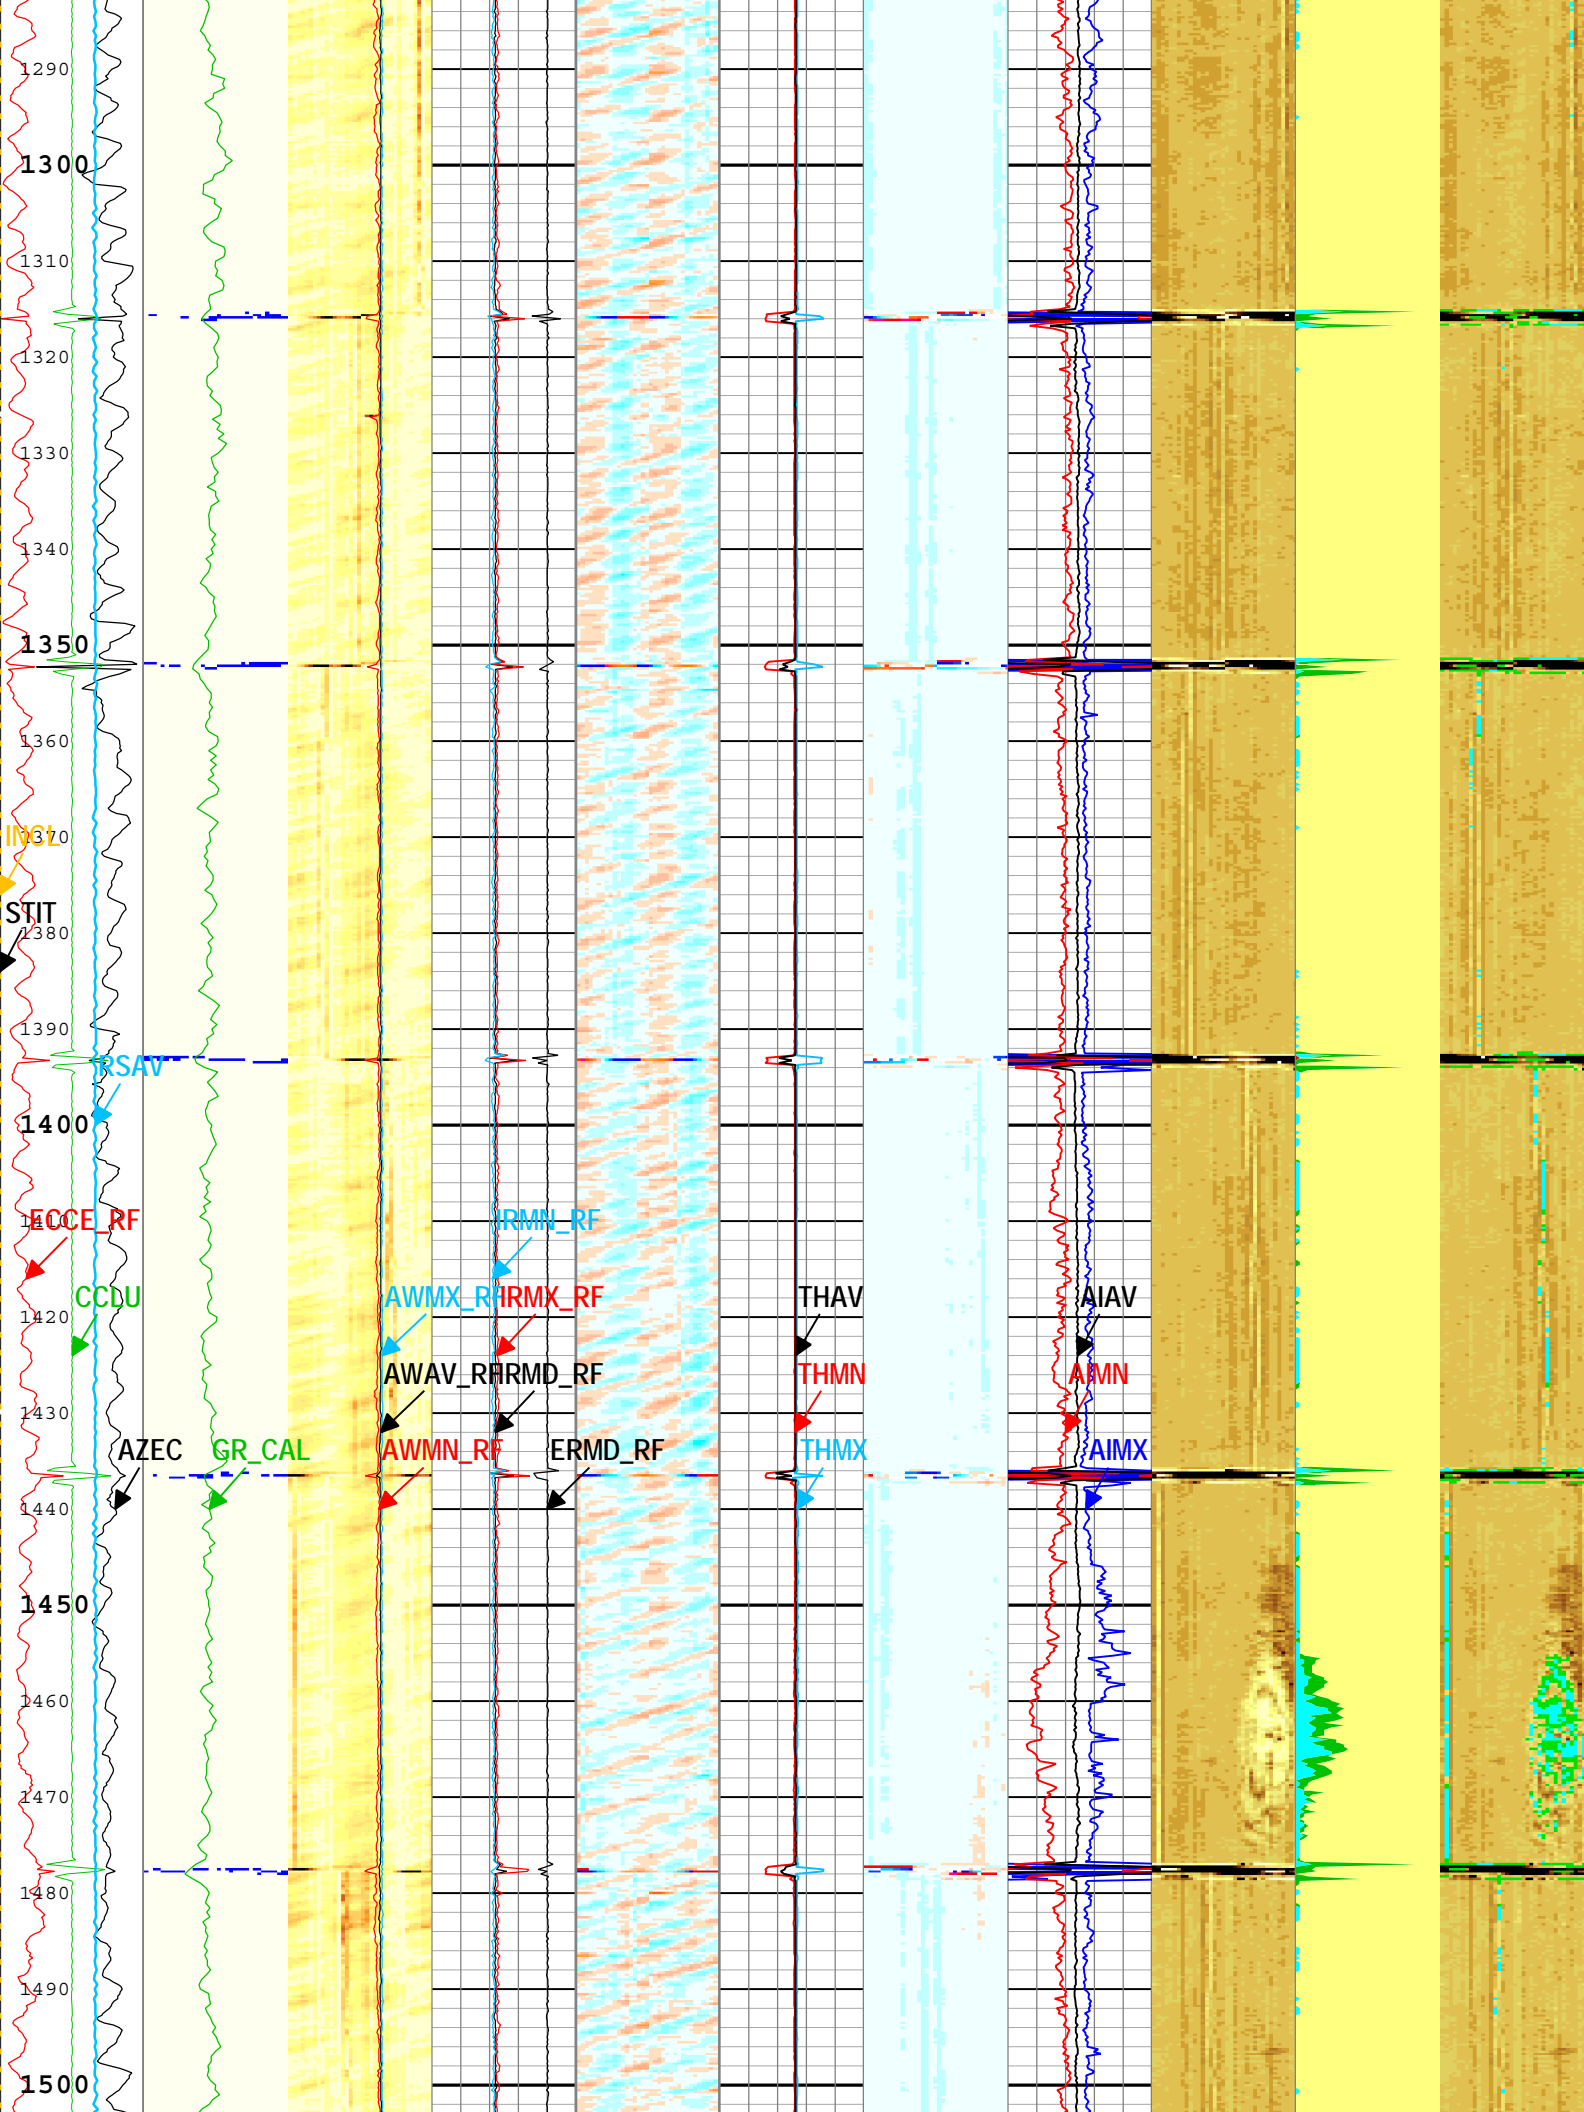 1290
1300
1310
1320
1330
1340
1350
1360
INCL
1370
STIT
1380
1390
RSAV
1400
ECCE_RF
1410
IRMN_RF
CCLU
AWMX_RF
IRMX_RF
THAV
AIAV
1420
AWAV_RF
IRMD_RF
THMN
AIMN
1430
AZEC
GR_CAL
AWMN_RF
ERMD_RF
THMX
AIMX
1440
1450
1460
1470
1480
1490
1500